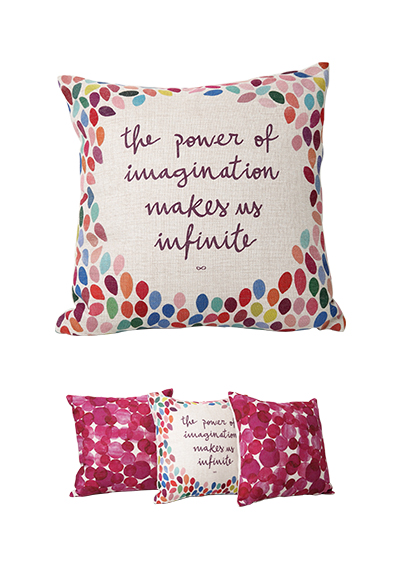 the power of
imagination
makes us
infinite
∞
the power of
imagination
makes us
infinite